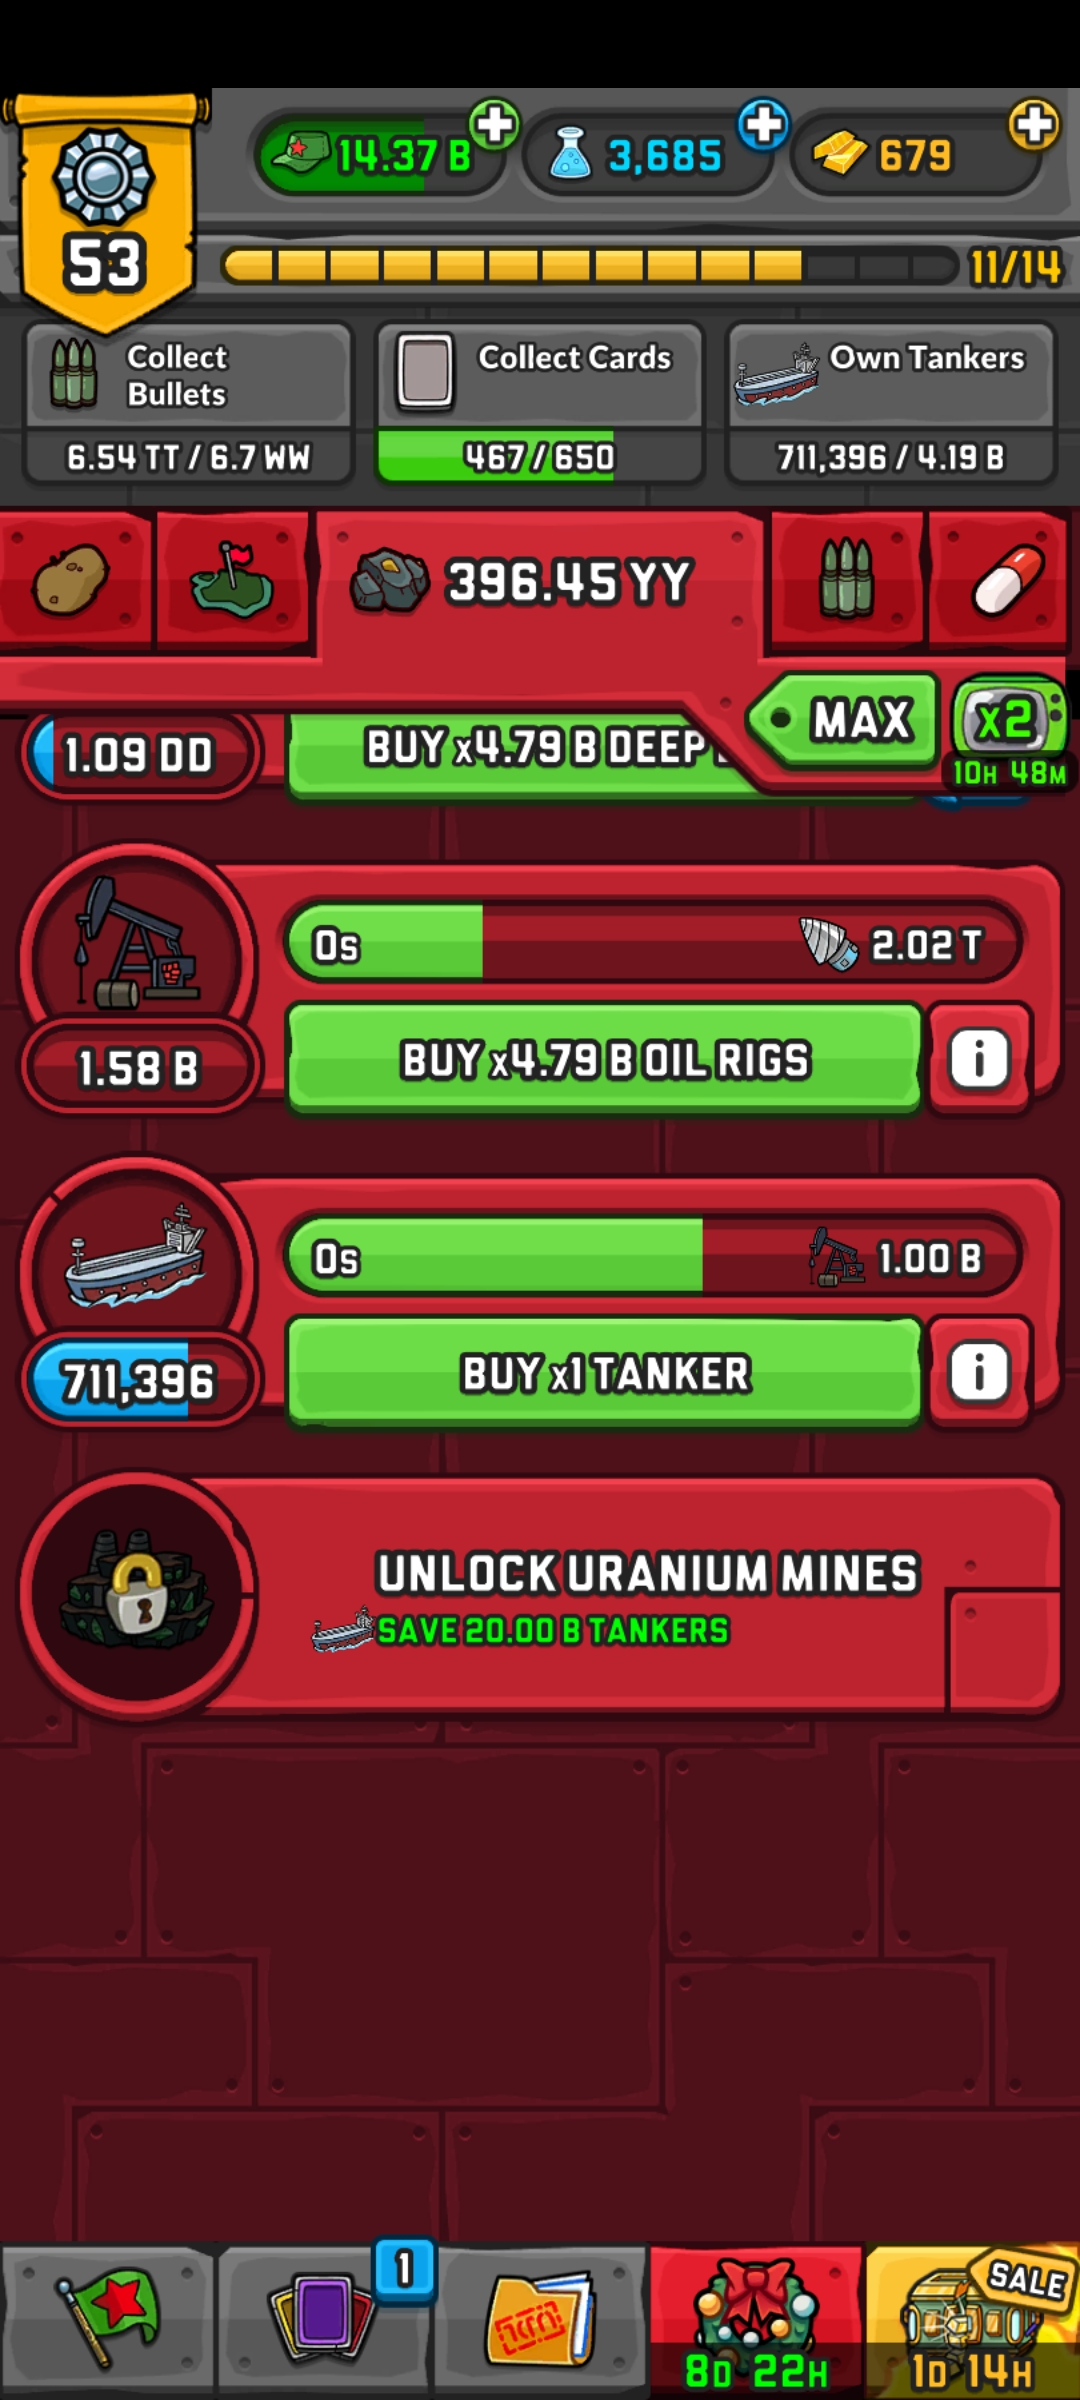 14.37 B
3,685
679
53
11/14
Collect
Bullets
6.54 TT / 6.7 WW
Collect Cards
467 / 650
Own Tankers
711,396 / 4.19 B
396.45 YY
MAX
x2
10H 48M
1.09 DD
BUY x4.79 B DEEP
0s
2.02 T
1.58 B
BUY x4.79 B OIL RIGS
i
0s
1.00 B
711,396
BUY x1 TANKER
i
UNLOCK URANIUM MINES
SAVE 20.00 B TANKERS
1
8D 22H
SALE
1D 14H